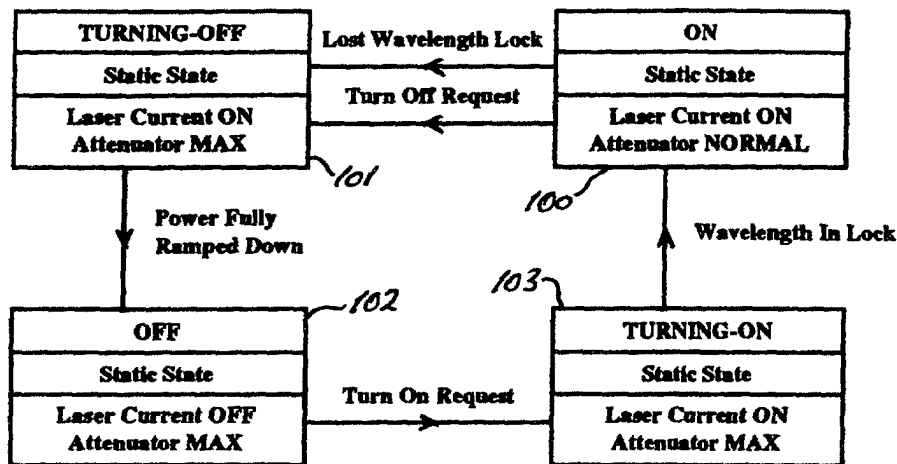 TURNING-OFF
Static State
Laser Current ON
Attenuator MAX
101
Lost Wavelength Lock
Turn Off Request
ON
Static State
Laser Current ON
Attenuator NORMAL
100
Power Fully
Ramped Down
Wavelength In Lock
102
OFF
Static State
Laser Current OFF
Attenuator MAX
Turn On Request
103
TURNING-ON
Static State
Laser Current ON
Attenuator MAX